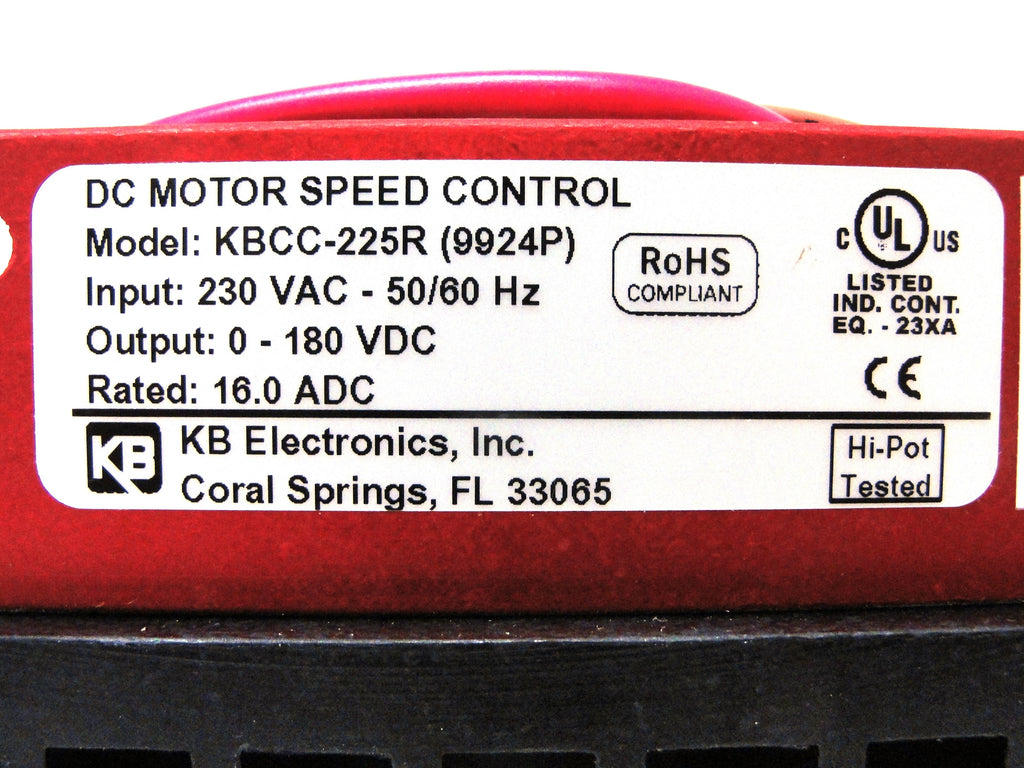 DC MOTOR SPEED CONTROL
Model: KBCC-225R (9924P)
Input: 230 VAC - 50/60 Hz
Output: 0 - 180 VDC
Rated: 16.0 ADC
RoHS
COMPLIANT
C UL US
LISTED
IND. CONT.
EQ. - 23XA
CE
KB
KB Electronics, Inc.
Coral Springs, FL 33065
Hi-Pot
Tested